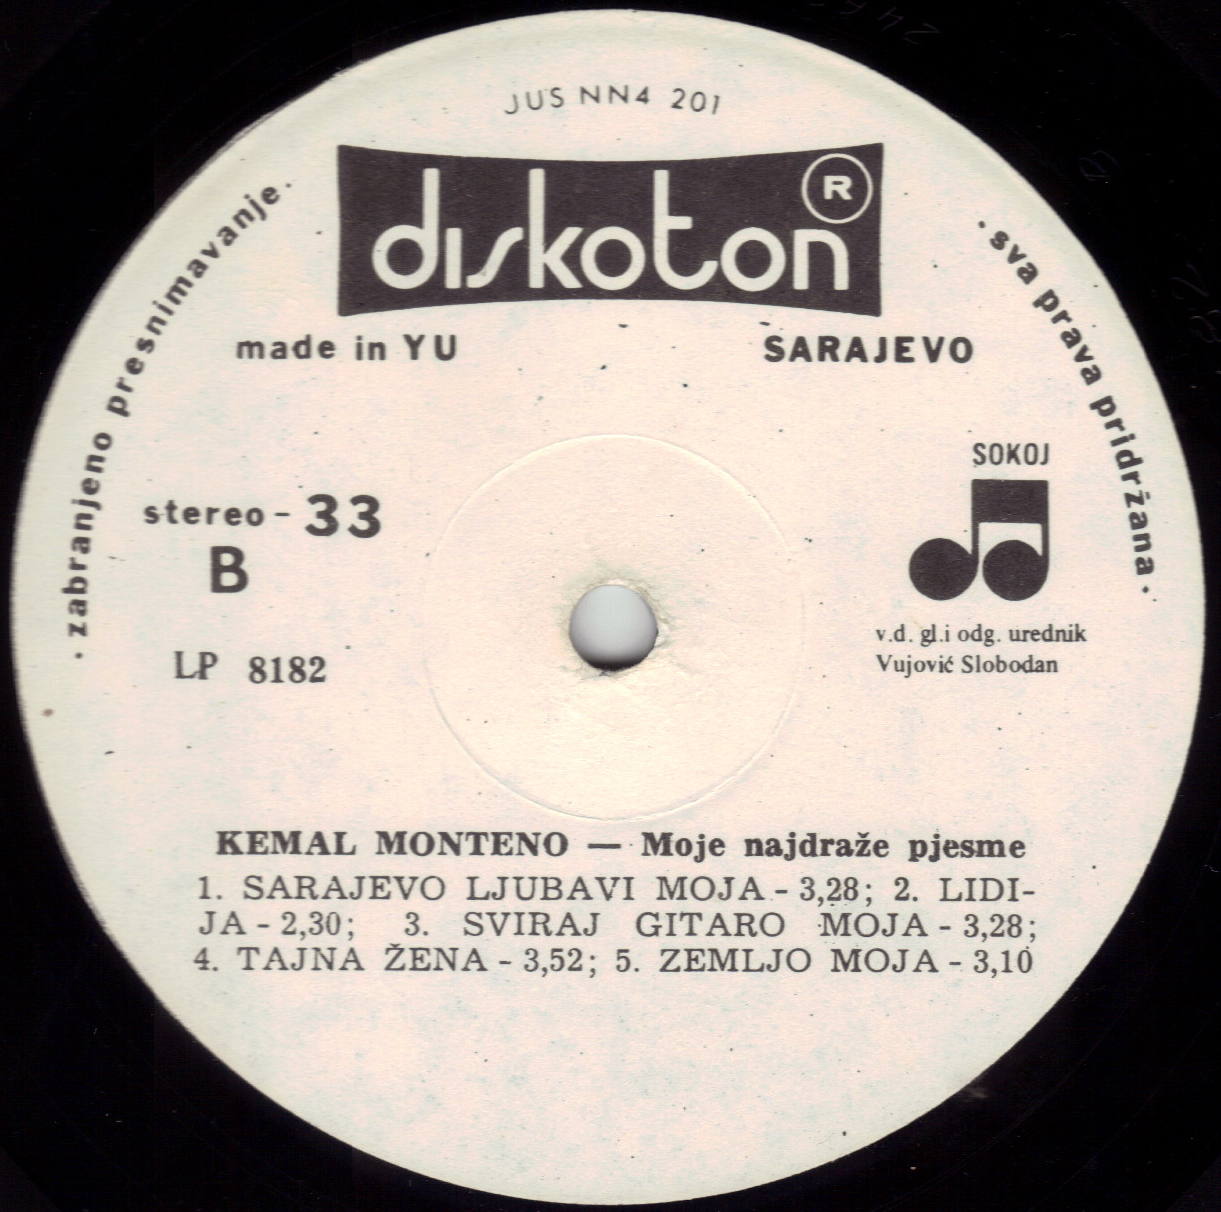 JUS NN4 201
diskoton
R
made in YU
SARAJEVO
· zabranjeno presnimavanje ·
· sva prava pridržana ·
SOKOJ
stereo - 33
B
LP 8182
v.d. gl.i odg. urednik
Vujović Slobodan
KEMAL MONTENO — Moje najdraže pjesme
1. SARAJEVO LJUBAVI MOJA - 3,28; 2. LIDI-
JA - 2,30; 3. SVIRAJ GITARO MOJA - 3,28;
4. TAJNA ŽENA - 3,52; 5. ZEMLJO MOJA - 3,10